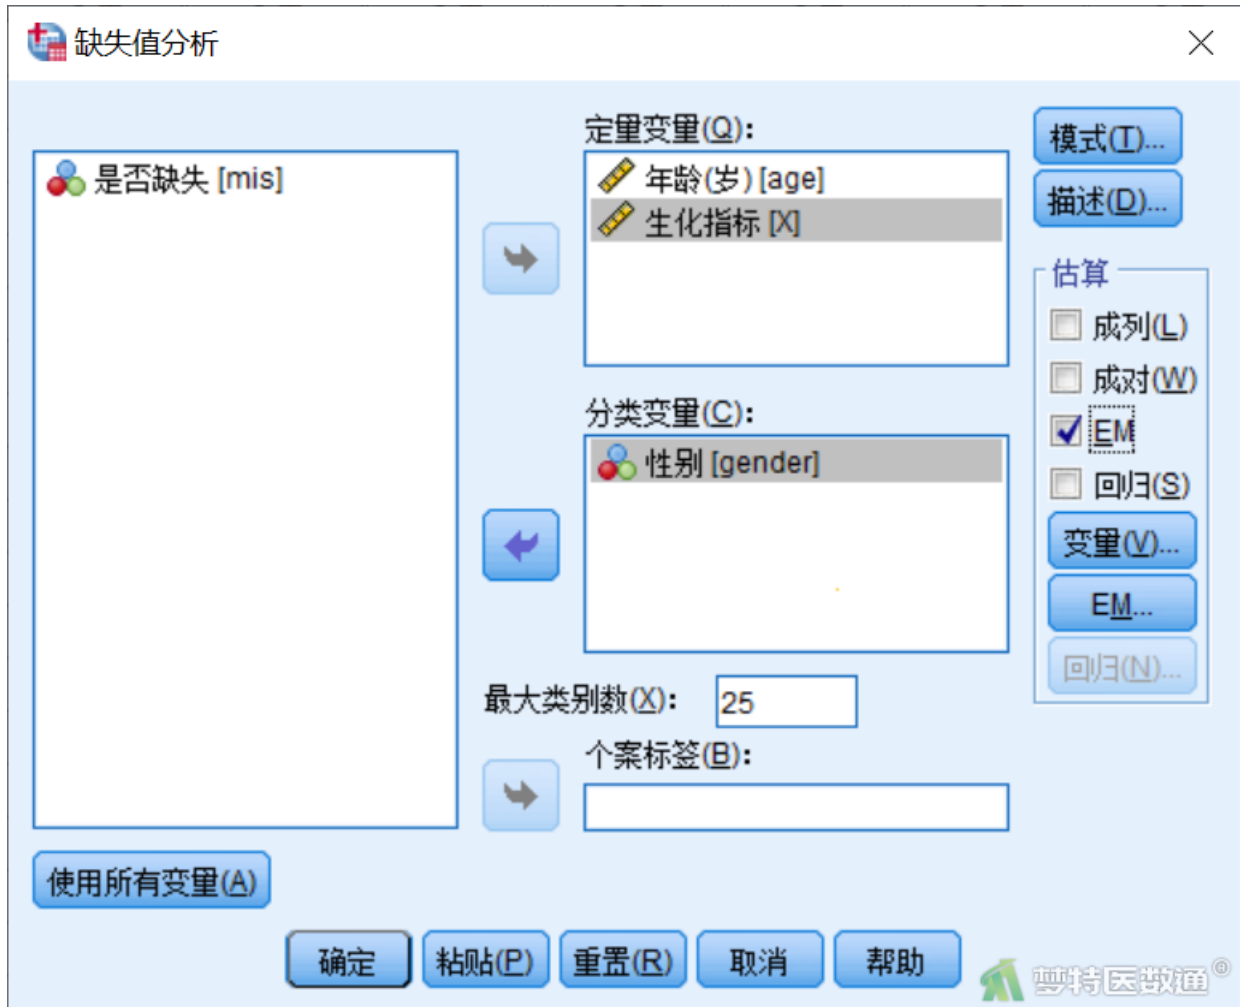 缺失值分析
定量变量(Q)：
模式(T)...
是否缺失 [mis]
年龄(岁) [age]
生化指标 [X]
描述(D)...
估算
成列(L)
成对(W)
分类变量(C)：
EM
性别 [gender]
回归(S)
变量(V)...
EM...
回归(N)...
最大类别数(X)：
25
个案标签(B)：
使用所有变量(A)
确定
粘贴(P)
重置(R)
取消
帮助
梦特医数通®